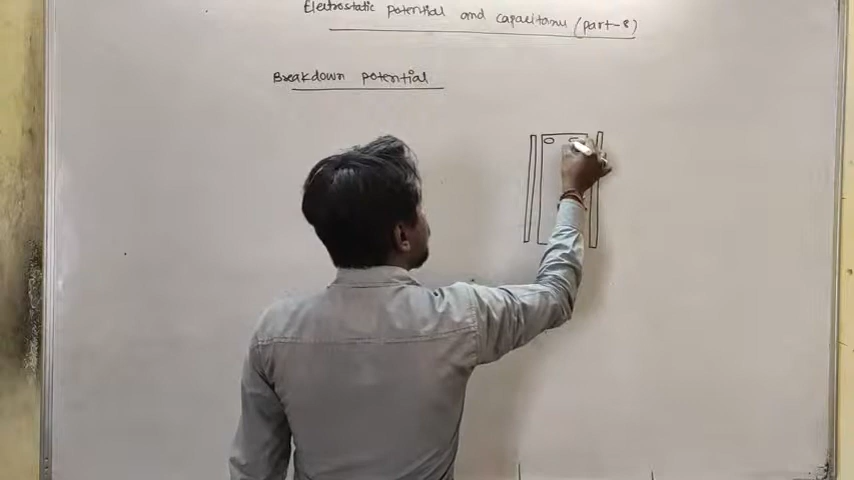 Electrostatic potential and capacitance (part-8)
Breakdown potential